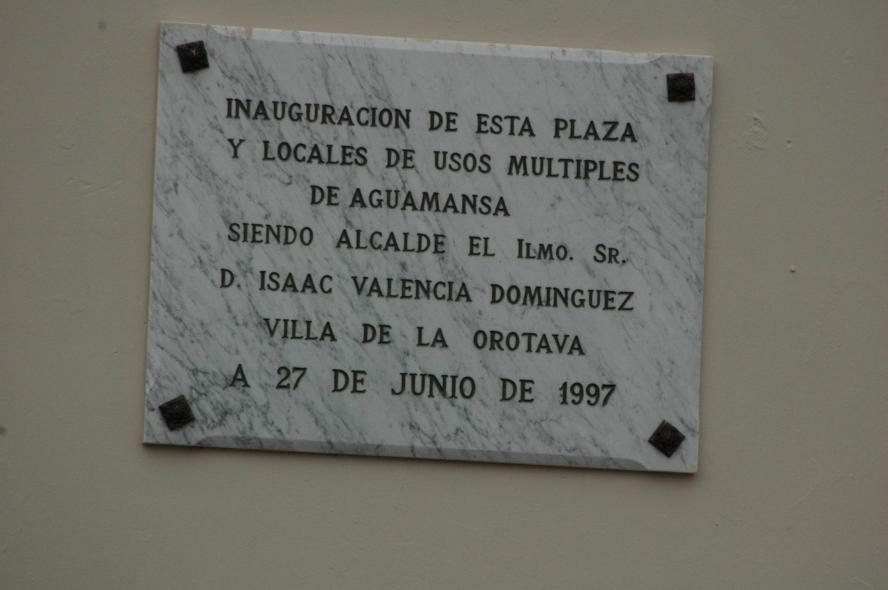 INAUGURACION DE ESTA PLAZA
Y LOCALES DE USOS MULTIPLES
DE AGUAMANSA
SIENDO ALCALDE EL ILMO. SR.
D. ISAAC VALENCIA DOMINGUEZ
VILLA DE LA OROTAVA
A 27 DE JUNIO DE 1997